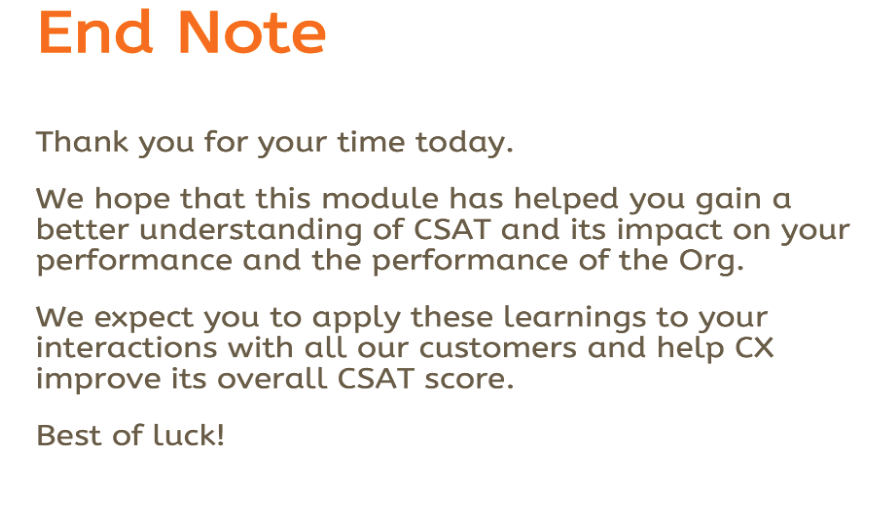 End Note
Thank you for your time today.
We hope that this module has helped you gain a
better understanding of CSAT and its impact on your
performance and the performance of the Org.
We expect you to apply these learnings to your
interactions with all our customers and help CX
improve its overall CSAT score.
Best of luck!